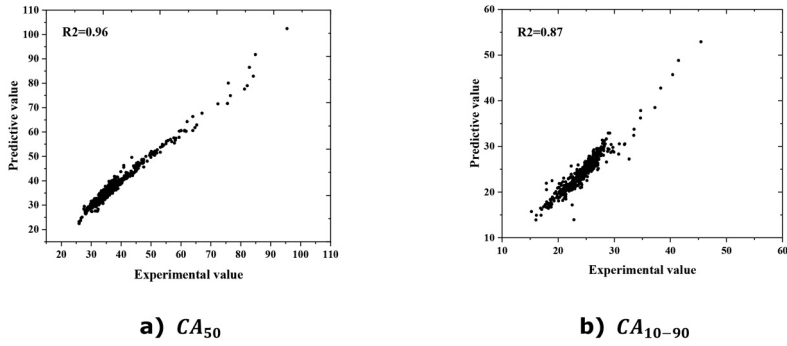 110
100
90
80
70
60
50
40
30
20
R2=0.96
Predictive value
20 30 40 50 60 70 80 90 100 110
Experimental value
a) CA50
60
50
40
30
20
10
R2=0.87
Predictive value
10 20 30 40 50 60
Experimental value
b) CA10−90